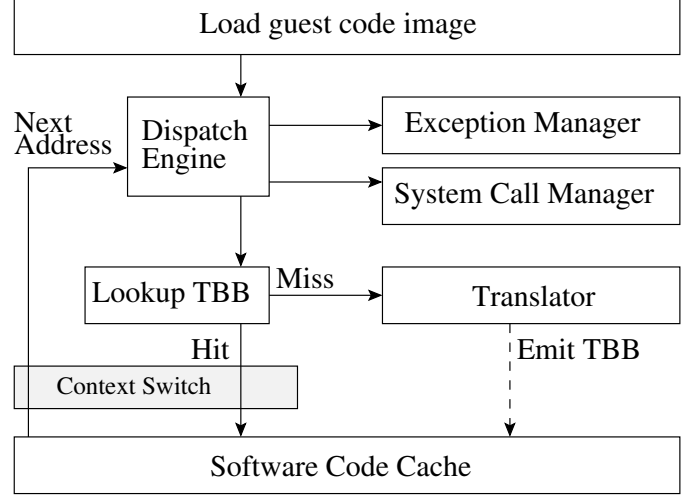 Load guest code image
Next
Address
Dispatch
Engine
Exception Manager
System Call Manager
Lookup TBB
Miss
Translator
Hit
Emit TBB
Context Switch
Software Code Cache